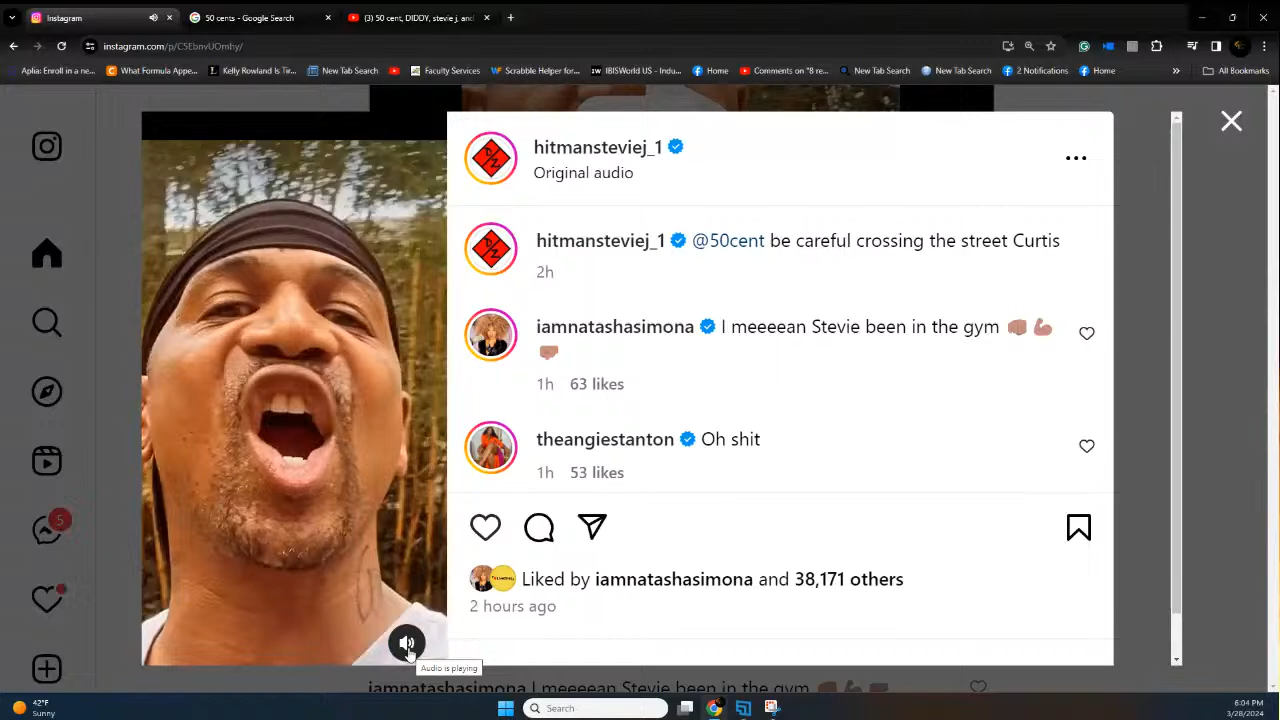 Instagram
50 cents - Google Search
(3) 50 cent, DIDDY, stevie j, and
instagram.com/p/C5EbnvUOmhy/
Aplia: Enroll in a ne...
What Formula Appe...
Kelly Rowland Is Tir...
New Tab Search
Faculty Services
Scrabble Helper for...
IBISWorld US - Indu...
Home
Comments on "8 re...
New Tab Search
New Tab Search
2 Notifications
Home
»
All Bookmarks
hitmansteviej_1
Original audio
hitmansteviej_1 @50cent be careful crossing the street Curtis
2h
iamnatashasimona I meeeean Stevie been in the gym 👊🏽💪🏽
🤛🏽
1h 63 likes
theangiestanton Oh shit
1h 53 likes
5
Liked by iamnatashasimona and 38,171 others
2 hours ago
Audio is playing
iamnatashasimona I meeeean Stevie been in the gym
42°F
Sunny
Search
6:04 PM
3/28/2024